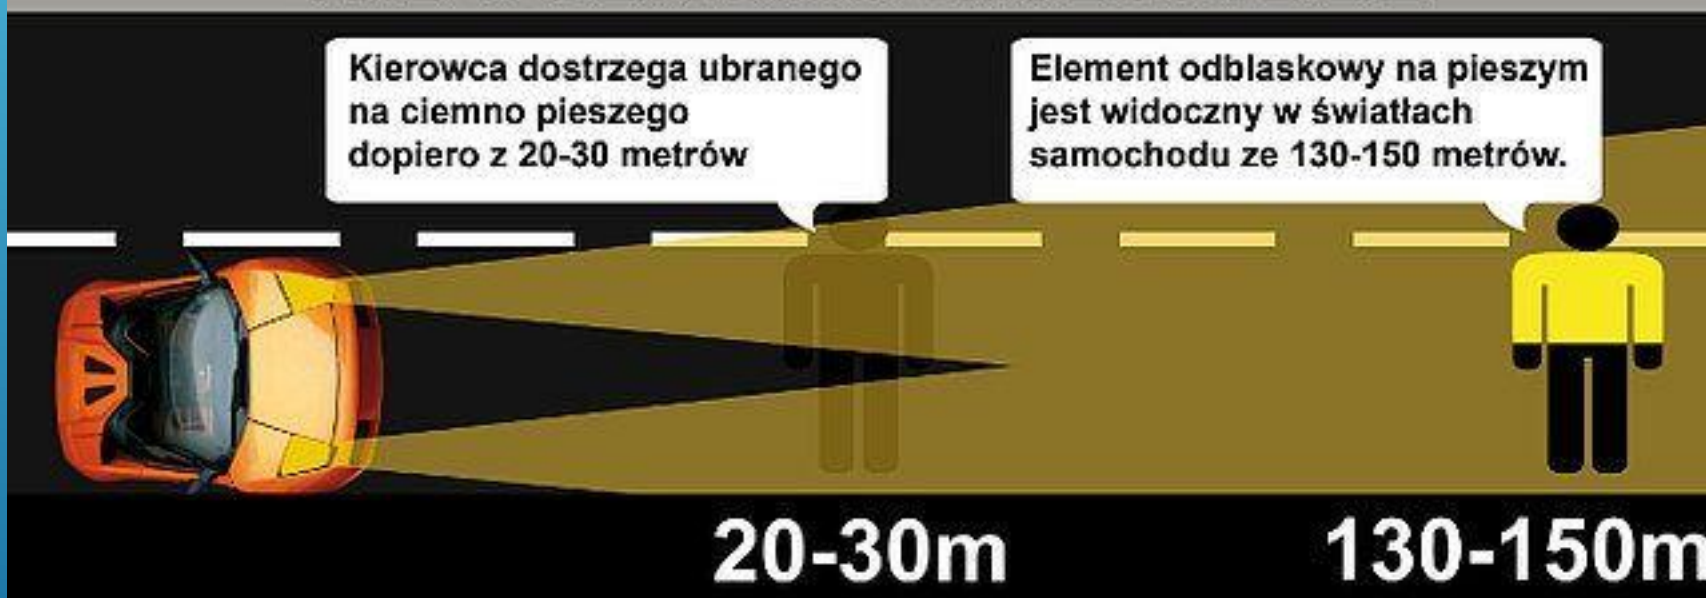 Kierowca dostrzega ubranego
na ciemno pieszego
dopiero z 20-30 metrów
Element odblaskowy na pieszym
jest widoczny w światłach
samochodu ze 130-150 metrów.
20-30m
130-150m